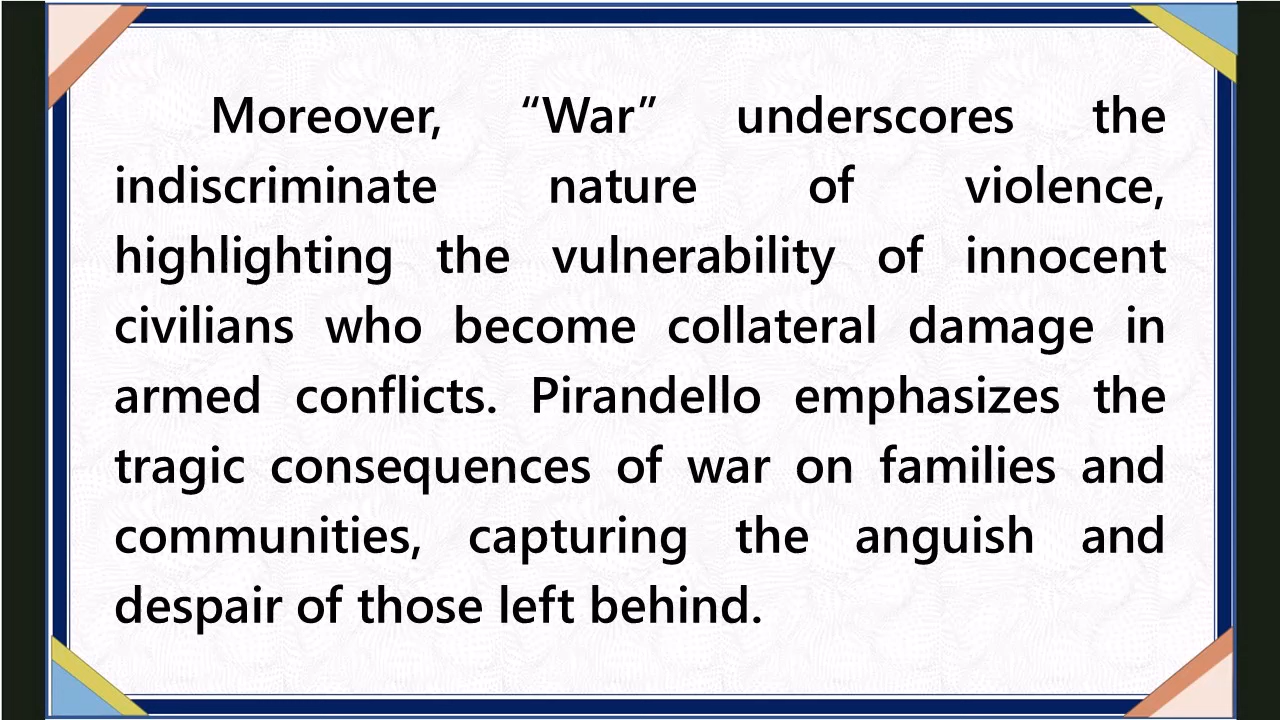 Moreover, “War” underscores the
indiscriminate nature of violence,
highlighting the vulnerability of innocent
civilians who become collateral damage in
armed conflicts. Pirandello emphasizes the
tragic consequences of war on families and
communities, capturing the anguish and
despair of those left behind.